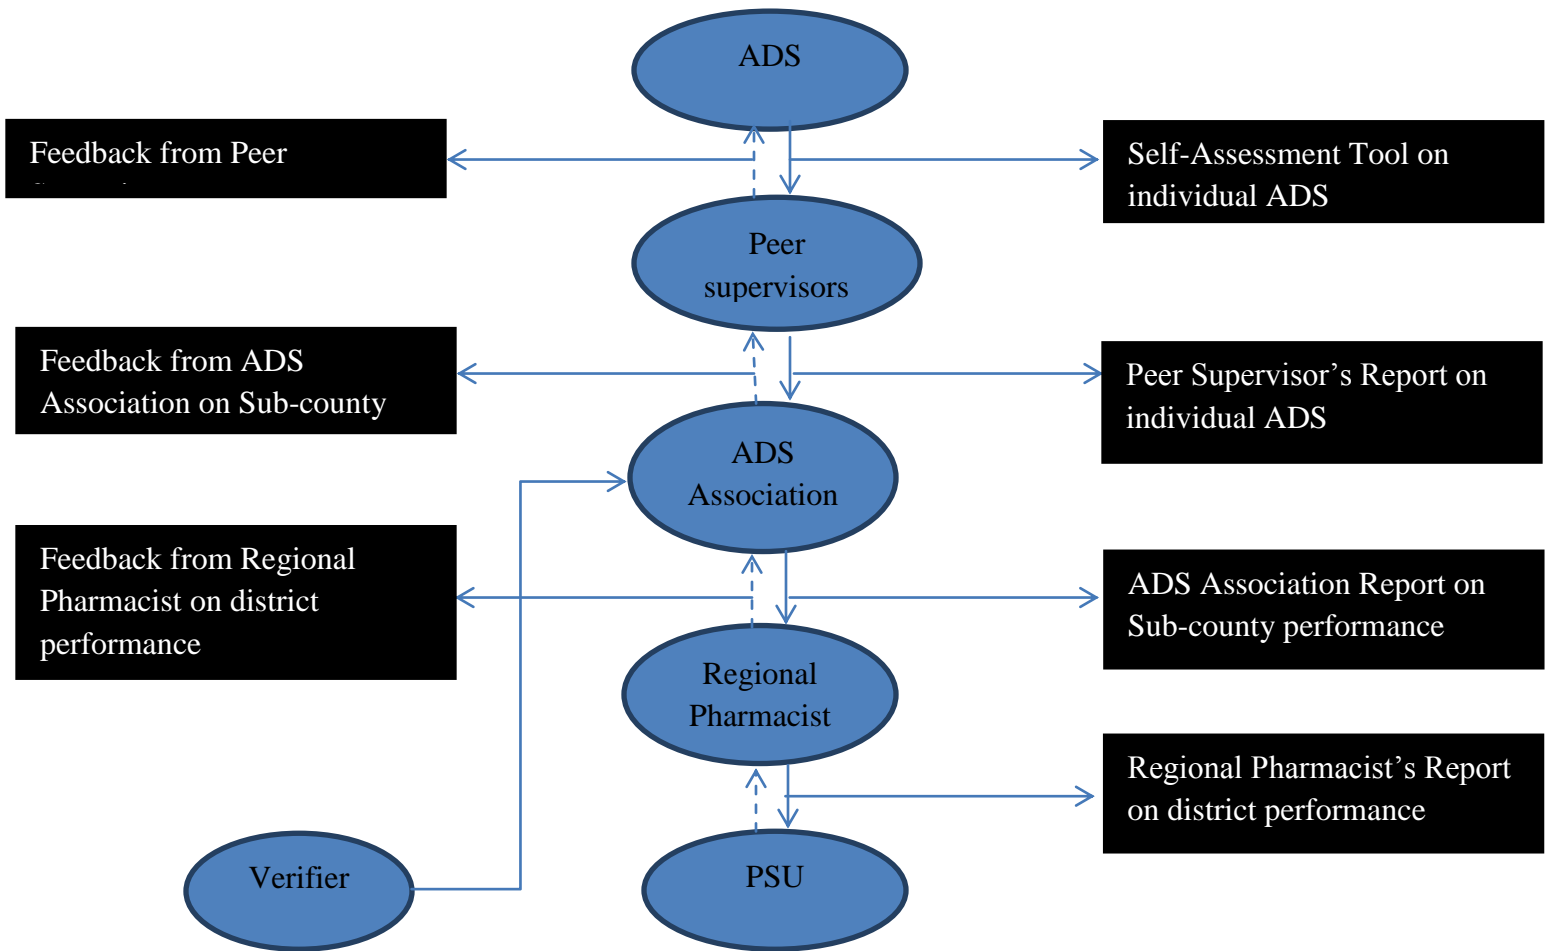 ADS
Feedback from Peer
Self-Assessment Tool on
individual ADS
Peer
supervisors
Feedback from ADS
Association on Sub-county
Peer Supervisor’s Report on
individual ADS
ADS
Association
Feedback from Regional
Pharmacist on district
performance
ADS Association Report on
Sub-county performance
Regional
Pharmacist
Regional Pharmacist’s Report
on district performance
Verifier
PSU